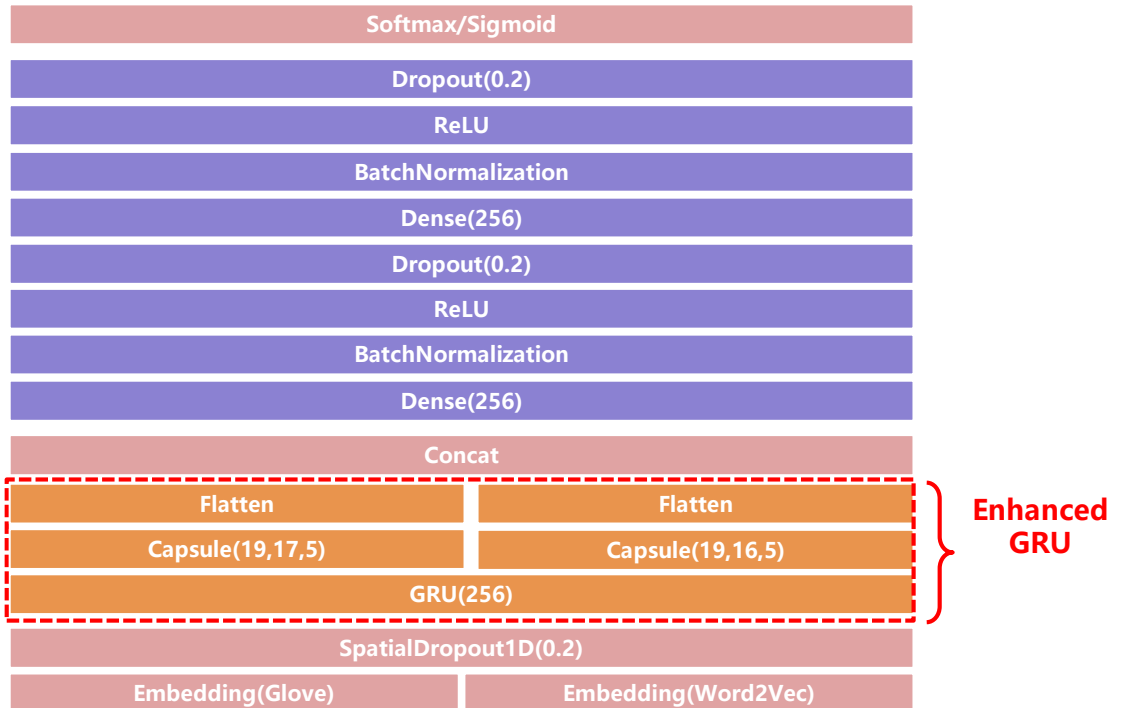 Softmax/Sigmoid
Dropout(0.2)
ReLU
BatchNormalization
Dense(256)
Dropout(0.2)
ReLU
BatchNormalization
Dense(256)
Concat
Flatten Flatten
Capsule(19,17,5) Capsule(19,16,5)
GRU(256)
Enhanced
GRU
SpatialDropout1D(0.2)
Embedding(Glove) Embedding(Word2Vec)